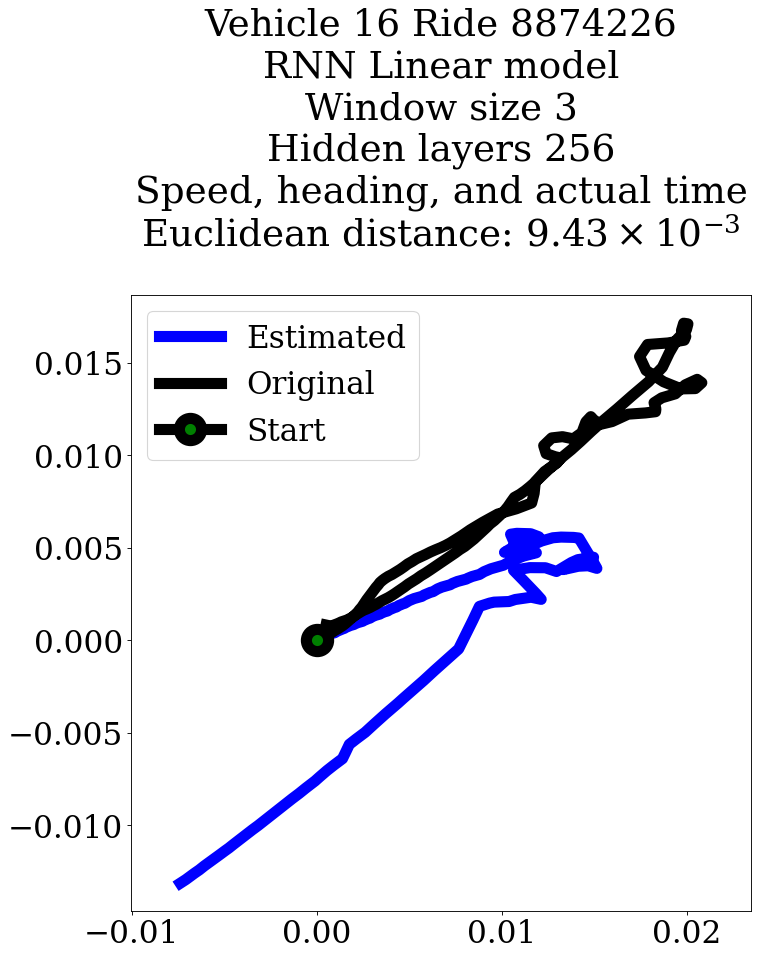 Vehicle 16 Ride 8874226
RNN Linear model
Window size 3
Hidden layers 256
Speed, heading, and actual time
Euclidean distance: 9.43 × 10⁻³
Estimated
Original
Start
0.015
0.010
0.005
0.000
−0.005
−0.010
−0.01 0.00 0.01 0.02